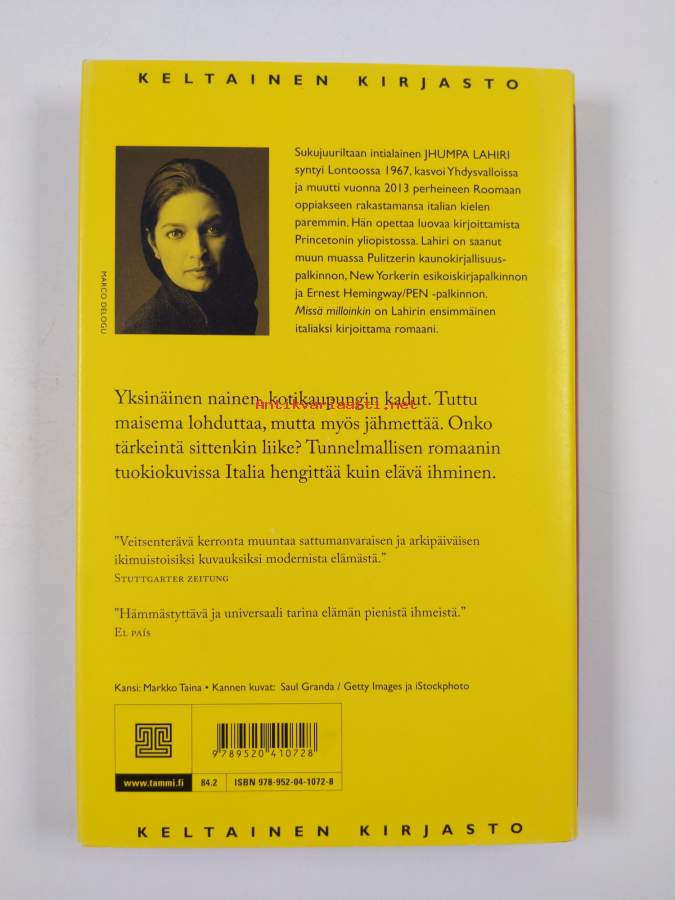 KELTAINEN KIRJASTO
Sukujuuriltaan intialainen JHUMPA LAHIRI
syntyi Lontoossa 1967, kasvoi Yhdysvalloissa
ja muutti vuonna 2013 perheineen Roomaan
oppiakseen rakastamansa italian kielen
paremmin. Hän opettaa luovaa kirjoittamista
Princetonin yliopistossa. Lahiri on saanut
muun muassa Pulitzerin kaunokirjallisuus-
palkinnon, New Yorkerin esikoiskirjapalkinnon
ja Ernest Hemingway/PEN -palkinnon.
Missä milloinkin on Lahirin ensimmäinen
italiaksi kirjoittama romaani.
MARCO DELOGU
Yksinäinen nainen, kotikaupungin kadut. Tuttu
Antikvariaatti.net
maisema lohduttaa, mutta myös jähmettää. Onko
tärkeintä sittenkin liike? Tunnelmallisen romaanin
tuokiokuvissa Italia hengittää kuin elävä ihminen.
”Veitsenterävä kerronta muuntaa sattumanvaraisen ja arkipäiväisen
ikimuistoisiksi kuvauksiksi modernista elämästä.”
STUTTGARTER ZEITUNG
”Hämmästyttävä ja universaali tarina elämän pienistä ihmeistä.”
EL PAÍS
Kansi: Markko Taina • Kannen kuvat: Saul Granda / Getty Images ja iStockphoto
9789520410728
www.tammi.fi 84.2 ISBN 978-952-04-1072-8
KELTAINEN KIRJASTO